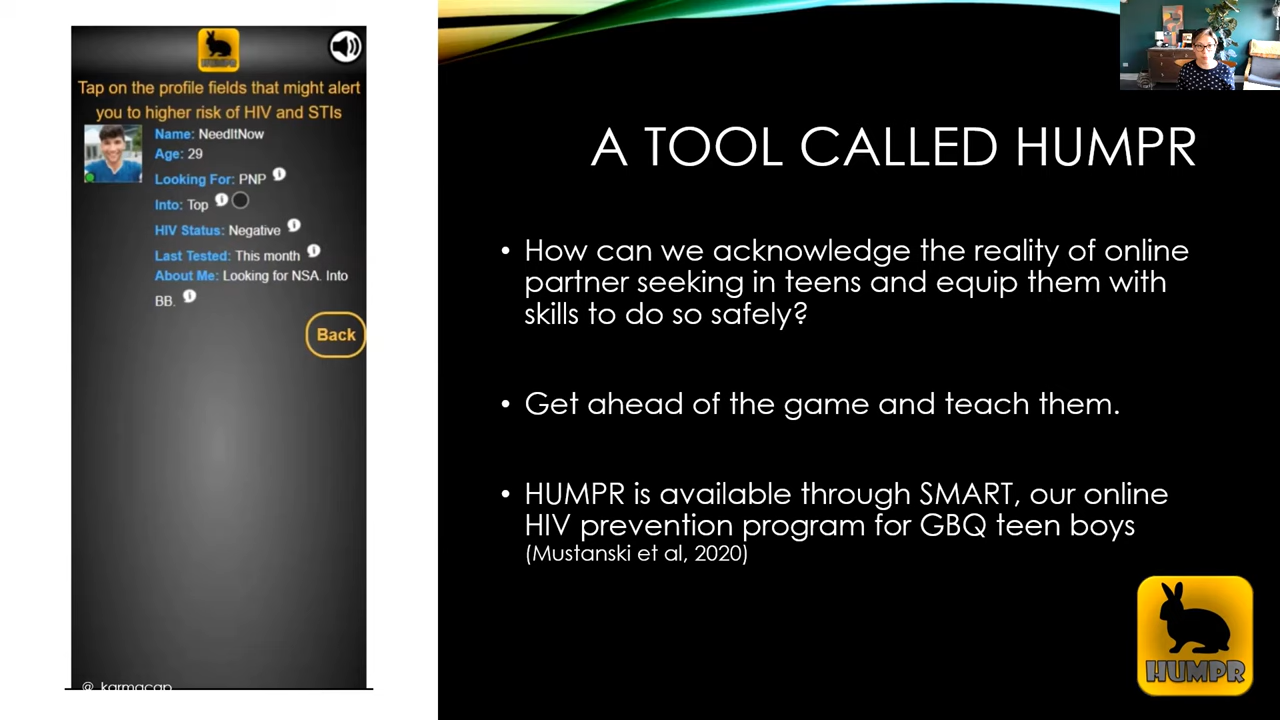 HUMPR
Tap on the profile fields that might alert
you to higher risk of HIV and STIs
Name: NeedItNow
Age: 29
Looking For: PNP
Into: Top
HIV Status: Negative
Last Tested: This month
About Me: Looking for NSA. Into
BB.
Back
@_karmacap
A TOOL CALLED HUMPR
• How can we acknowledge the reality of online
partner seeking in teens and equip them with
skills to do so safely?
• Get ahead of the game and teach them.
• HUMPR is available through SMART, our online
HIV prevention program for GBQ teen boys
(Mustanski et al, 2020)
HUMPR